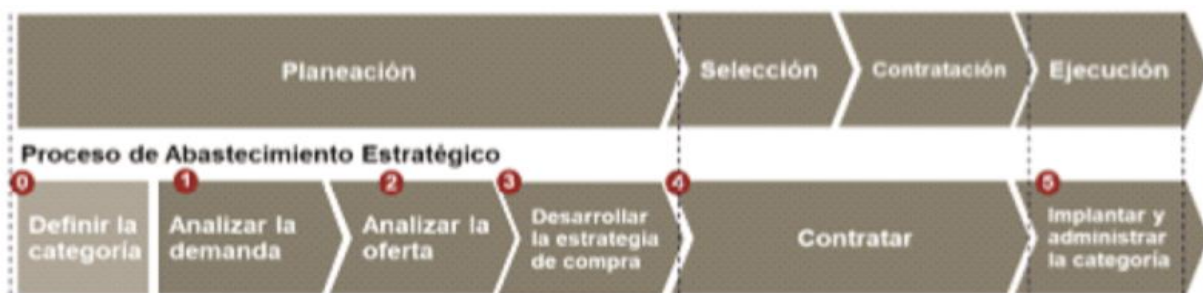 Planeación
Selección
Contratación
Ejecución
Proceso de Abastecimiento Estratégico
0
1
2
3
4
5
Definir la
categoría
Analizar la
demanda
Analizar la
oferta
Desarrollar
la estrategia
de compra
Contratar
Implantar y
administrar
la categoría